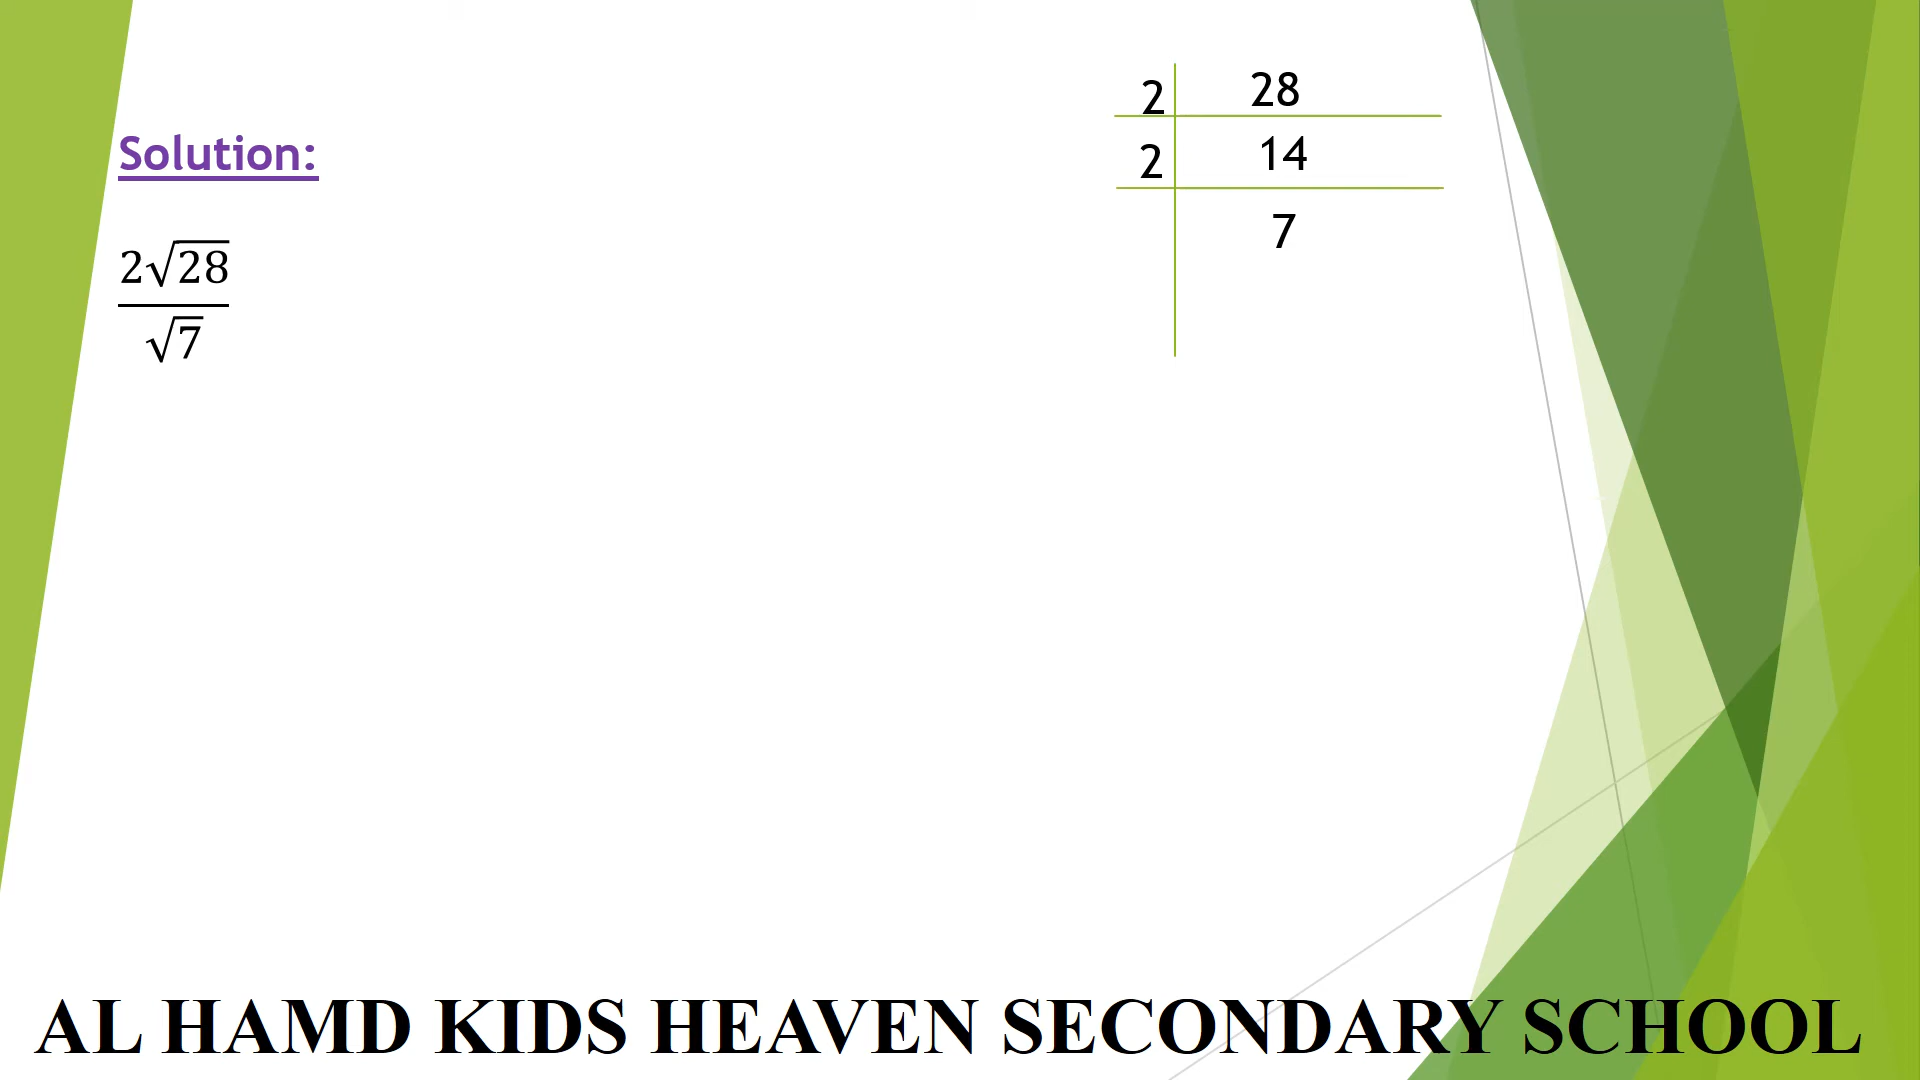 Solution:
2√28
√7
2 28
2 14
7
AL HAMD KIDS HEAVEN SECONDARY SCHOOL